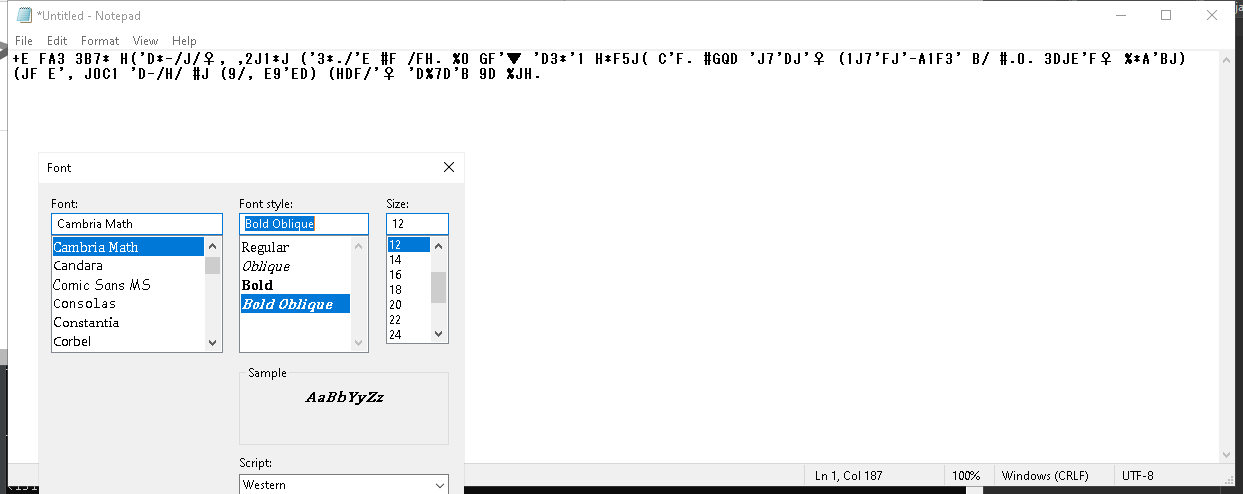 *Untitled - Notepad
File Edit Format View Help
+E FA3 3B7* H('D*-/J/♀, ,2J1*J ('3*./'E #F /FH. %0 GF'▼ 'D3*'1 H*F5J( C'F. #GQD 'J7'DJ'♀ (1J7'FJ'-A1F3' B/ #.0. 3DJE'F♀ %*A'BJ)
(JF E', JOC1 'D-/H/ #J (9/, E9'ED) (HDF/'♀ 'D%7D'B 9D %JH.
Font
Font: Font style: Size:
Cambria Math Bold Oblique 12
Cambria Math Regular 12
Candara Oblique 14
Comic Sans MS Bold 16
Consolas Bold Oblique 18
Constantia 20
Corbel 22
24
Sample
AaBbYyZz
Script:
Western
Ln 1, Col 187 100% Windows (CRLF) UTF-8